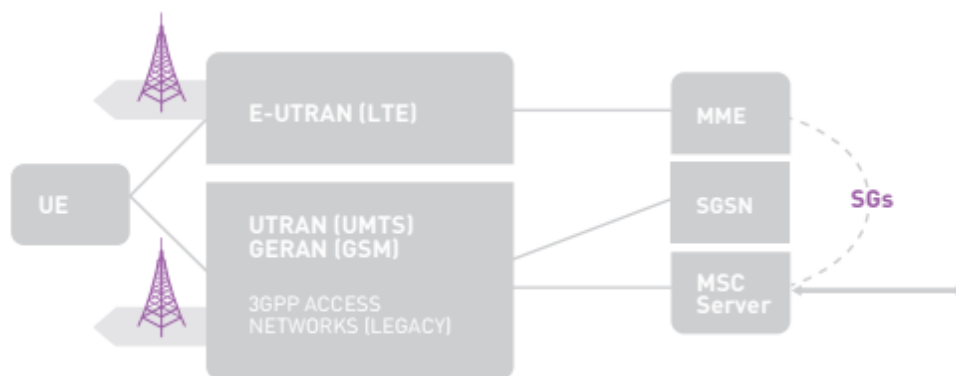 E-UTRAN (LTE)
MME
UE
UTRAN (UMTS)
GERAN (GSM)
3GPP ACCESS
NETWORKS (LEGACY)
SGSN
SGs
MSC
Server